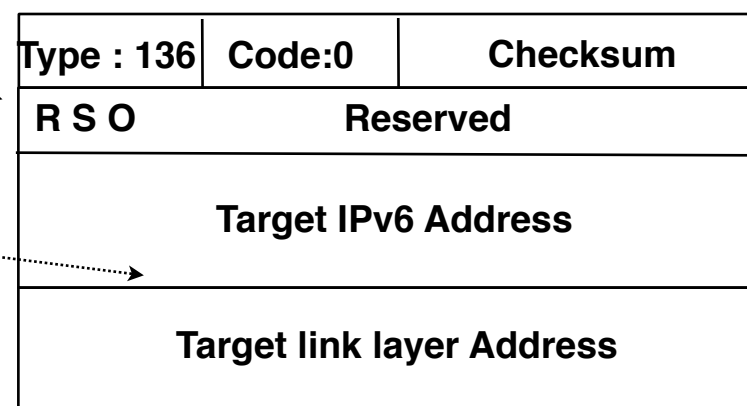 Type : 136 Code:0 Checksum
R S O Reserved
Target IPv6 Address
Target link layer Address